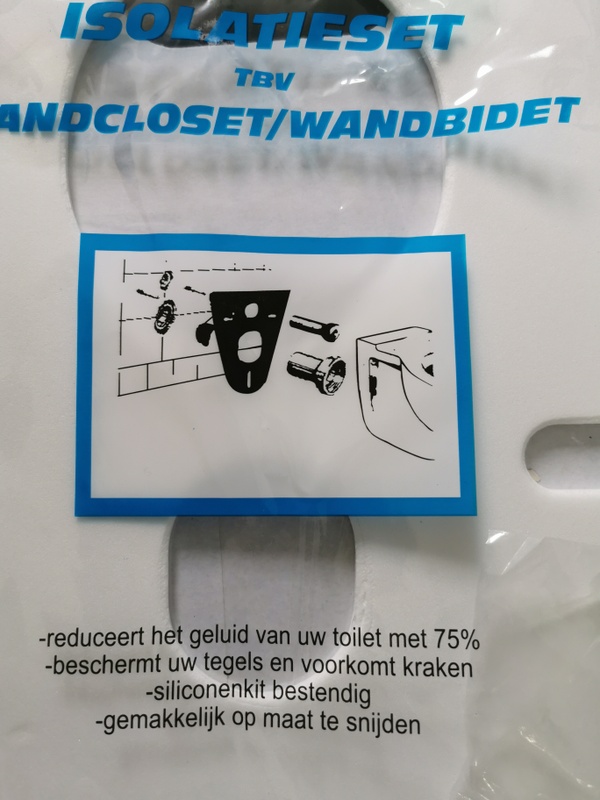 ISOLATIESET
TBV
ANDCLOSET/WANDBIDET
-reduceert het geluid van uw toilet met 75%
-beschermt uw tegels en voorkomt kraken
-siliconenkit bestendig
-gemakkelijk op maat te snijden